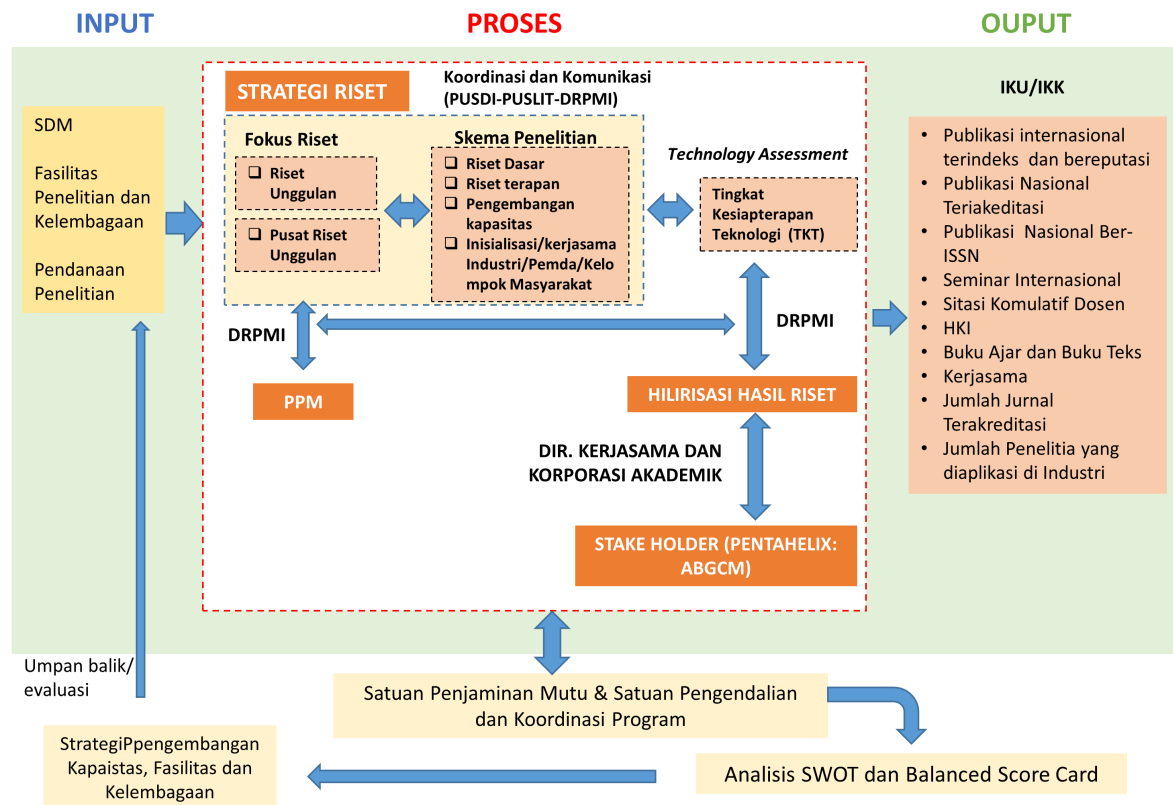 INPUT
PROSES
OUPUT
SDM
Fasilitas
Penelitian dan
Kelembagaan
Pendanaan
Penelitian
STRATEGI RISET
Koordinasi dan Komunikasi
(PUSDI-PUSLIT-DRPMI)
Fokus Riset
❑ Riset
Unggulan
❑ Pusat Riset
Unggulan
Skema Penelitian
❑ Riset Dasar
❑ Riset terapan
❑ Pengembangan
kapasitas
❑ Inisialisasi/kerjasama
Industri/Pemda/Kelo
mpok Masyarakat
Technology Assessment
Tingkat
Kesiapterapan
Teknologi (TKT)
DRPMI
DRPMI
PPM
HILIRISASI HASIL RISET
DIR. KERJASAMA DAN
KORPORASI AKADEMIK
STAKE HOLDER (PENTAHELIX:
ABGCM)
IKU/IKK
• Publikasi internasional
terindeks dan bereputasi
• Publikasi Nasional
Teriakeditasi
• Publikasi Nasional Ber-
ISSN
• Seminar Internasional
• Sitasi Komulatif Dosen
• HKI
• Buku Ajar dan Buku Teks
• Kerjasama
• Jumlah Jurnal
Terakreditasi
• Jumlah Penelitia yang
diaplikasi di Industri
Umpan balik/
evaluasi
Satuan Penjaminan Mutu & Satuan Pengendalian
dan Koordinasi Program
StrategiPpengembangan
Kapaistas, Fasilitas dan
Kelembagaan
Analisis SWOT dan Balanced Score Card